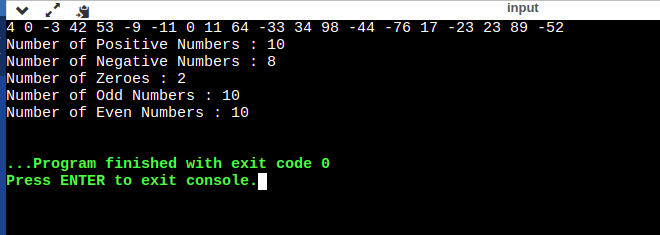 input
4 0 -3 42 53 -9 -11 0 11 64 -33 34 98 -44 -76 17 -23 23 89 -52
Number of Positive Numbers : 10
Number of Negative Numbers : 8
Number of Zeroes : 2
Number of Odd Numbers : 10
Number of Even Numbers : 10
...Program finished with exit code 0
Press ENTER to exit console.